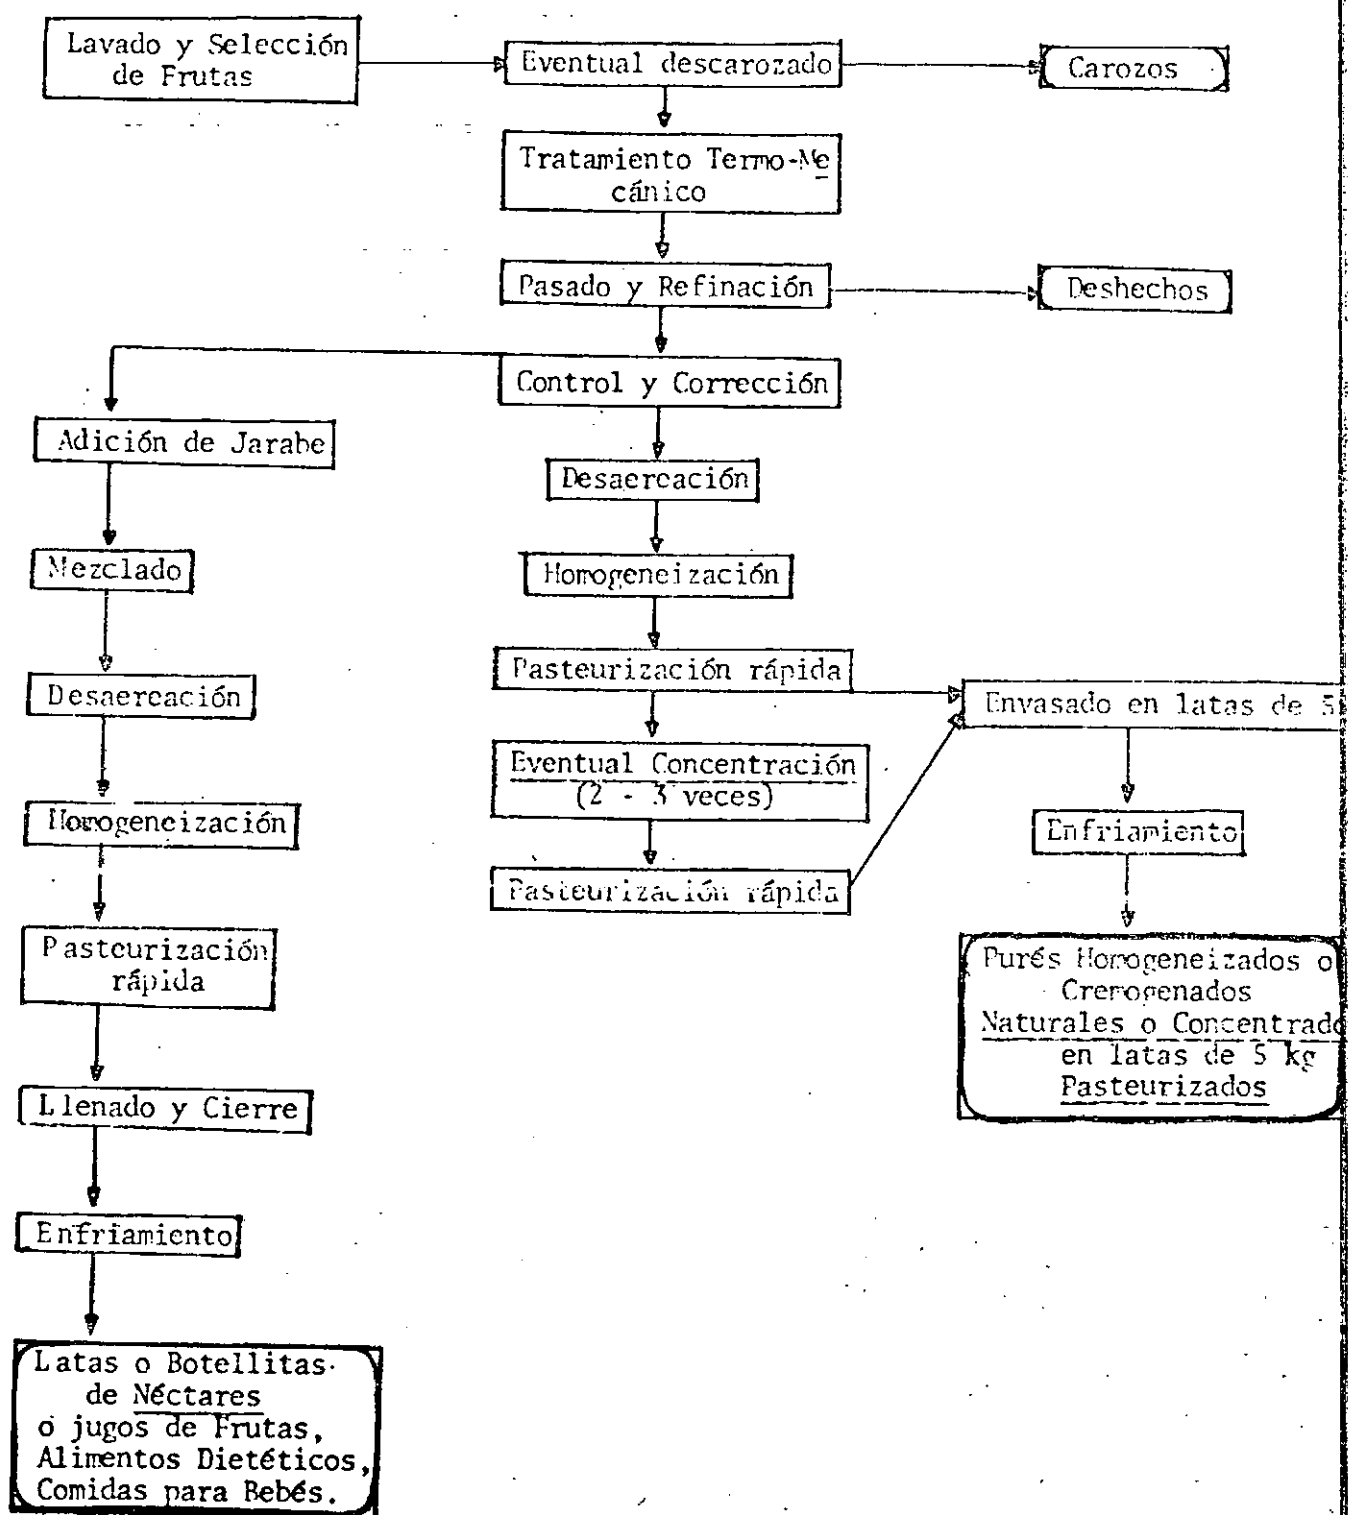 Lavado y Selección
de Frutas
Eventual descarozado
Carozos
Tratamiento Termo-Me
cánico
Pasado y Refinación
Deshechos
Control y Corrección
Adición de Jarabe
Desaereación
Mezclado
Homogeneización
Pasteurización rápida
Desaereación
Envasado en latas de 5
Eventual Concentración
(2 - 3 veces)
Homogeneización
Enfriamiento
Pasteurización rápida
Pasteurización
rápida
Purés Homogeneizados o
Cremogenados
Naturales o Concentrado
en latas de 5 kg
Pasteurizados
Llenado y Cierre
Enfriamiento
Latas o Botellitas
de Néctares
o jugos de Frutas,
Alimentos Dietéticos,
Comidas para Bebés.